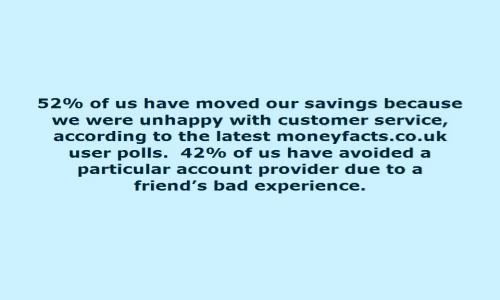 52% of us have moved our savings because
we were unhappy with customer service,
according to the latest moneyfacts.co.uk
user polls.  42% of us have avoided a
particular account provider due to a
friend's bad experience.